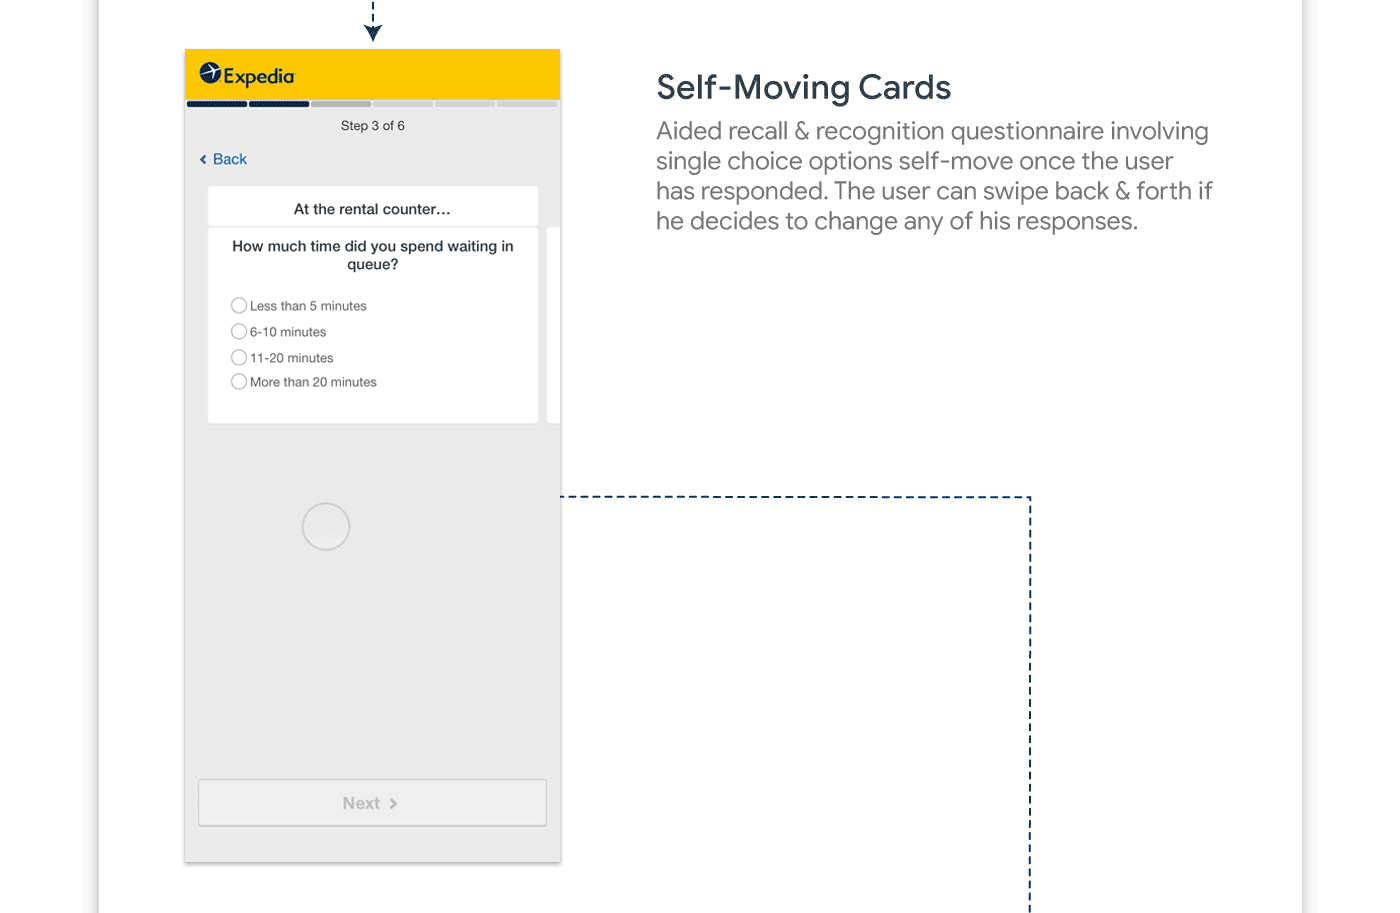 Expedia
Step 3 of 6
Back
At the rental counter...
How much time did you spend waiting in
queue?
Less than 5 minutes
6-10 minutes
11-20 minutes
More than 20 minutes
Next
Self-Moving Cards
Aided recall & recognition questionnaire involving
single choice options self-move once the user
has responded. The user can swipe back & forth if
he decides to change any of his responses.